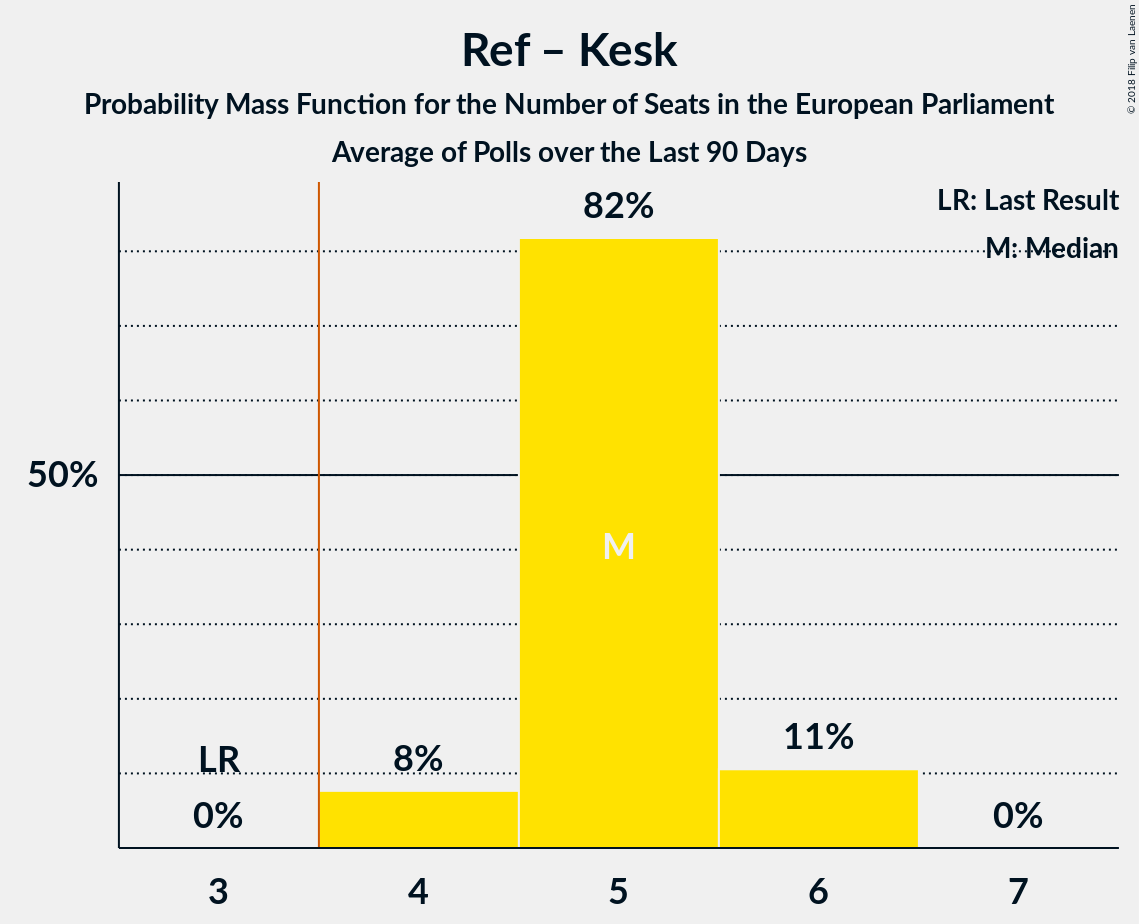 Ref – Kesk
Probability Mass Function for the Number of Seats in the European Parliament
Average of Polls over the Last 90 Days
© 2018 Filip van Laenen
LR: Last Result
M: Median
82%
50%
M
11%
LR
8%
0%
0%
3 4 5 6 7